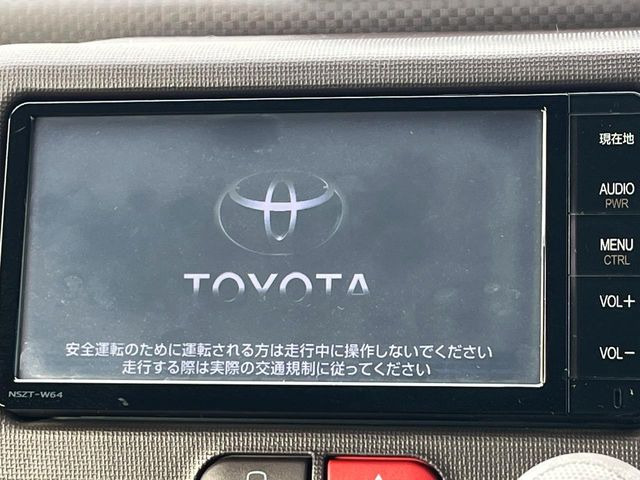 現在地
AUDIO
PWR
MENU
CTRL
VOL+
VOL-
TOYOTA
安全運転のために運転される方は走行中に操作しないでください
走行する際は実際の交通規制に従ってください
NSZT-W64